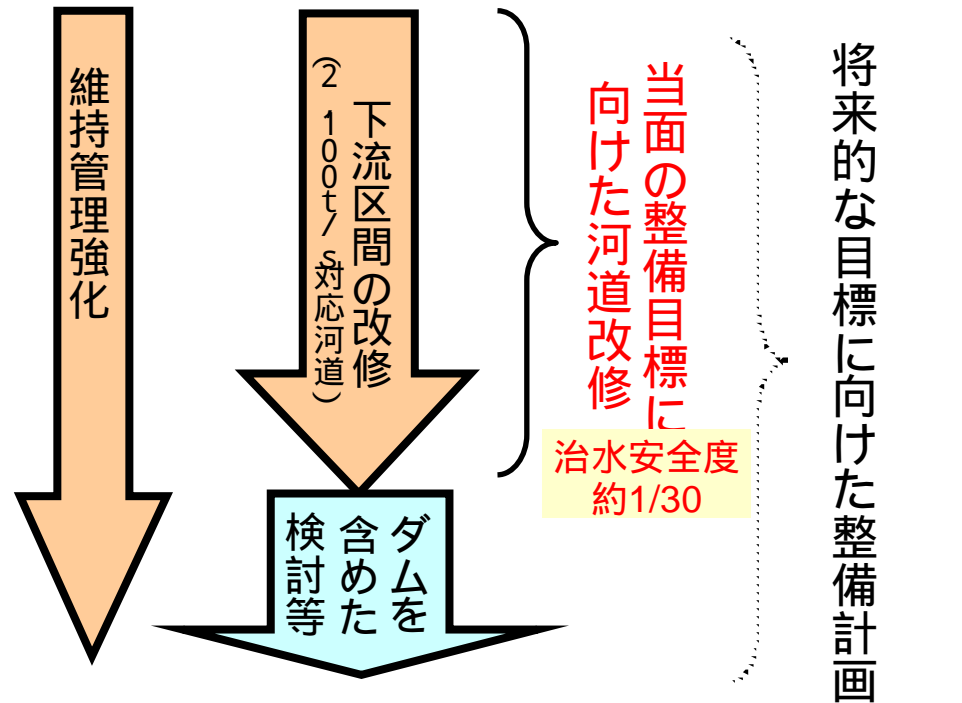 維持管理強化
下流区間の改修
(2 100t/s対応河道)
ダムを
含めた
検討等
当面の整備目標に
向けた河道改修
治水安全度
約1/30
将来的な目標に向けた整備計画